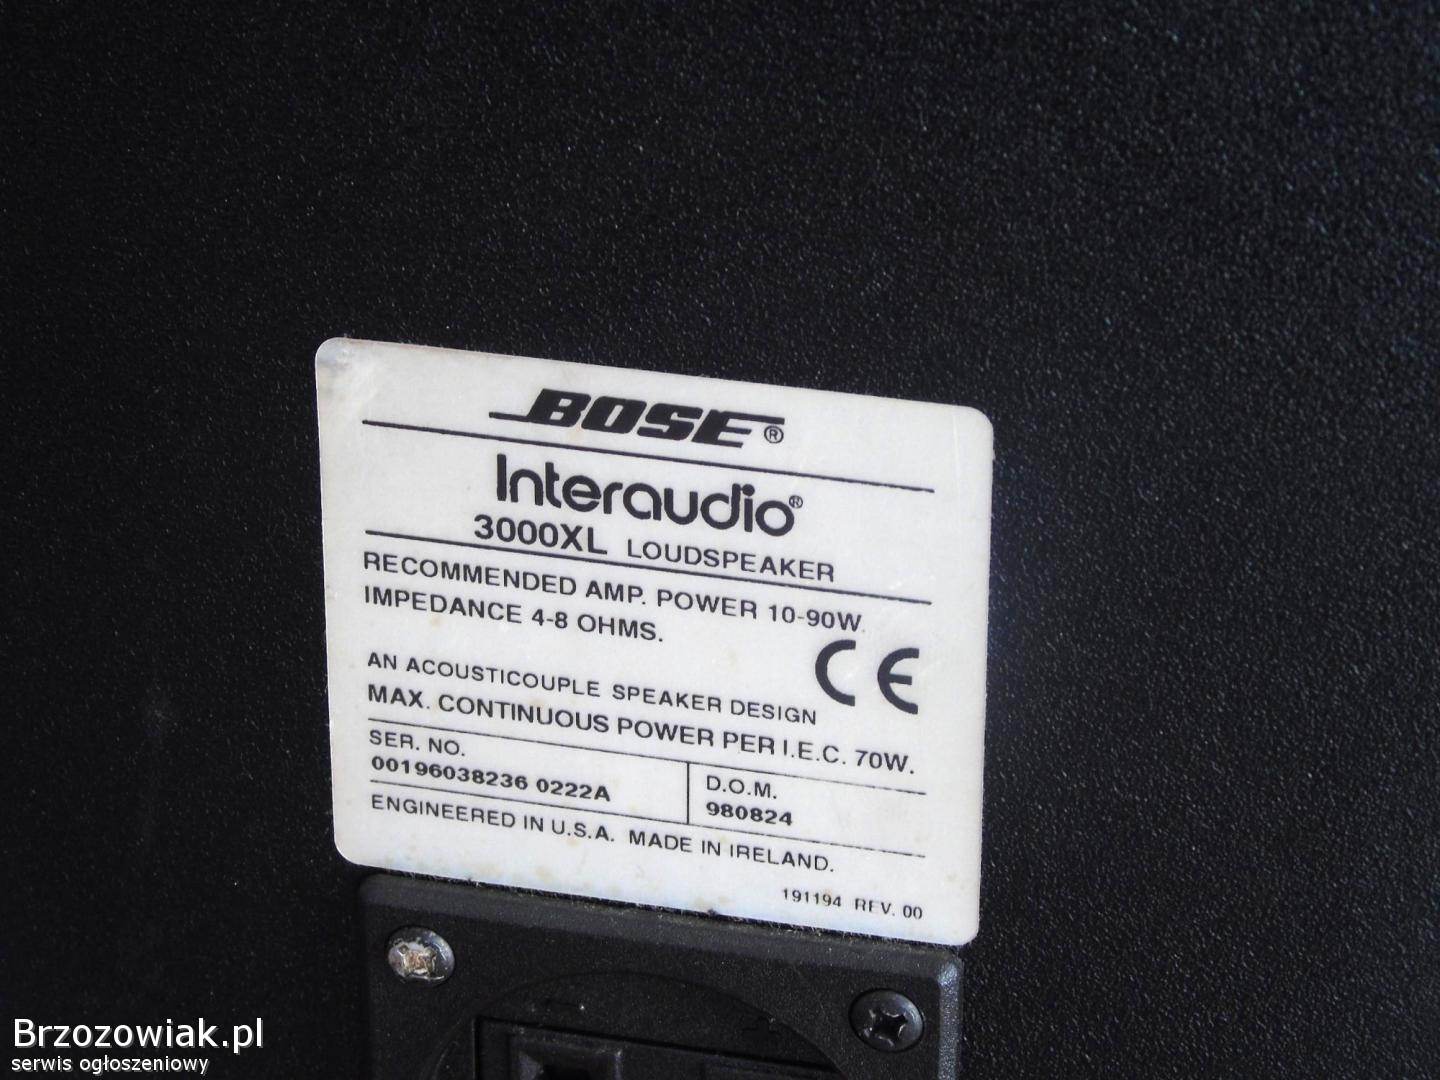 BOSE®
Interaudio®
3000XL LOUDSPEAKER
RECOMMENDED AMP. POWER 10-90W.
IMPEDANCE 4-8 OHMS.
CE
AN ACOUSTICOUPLE SPEAKER DESIGN
MAX. CONTINUOUS POWER PER I.E.C. 70W.
SER. NO.
00196038236 0222A
D.O.M.
980824
ENGINEERED IN U.S.A. MADE IN IRELAND.
191194 REV. 00
Brzozowiak.pl
serwis ogłoszeniowy